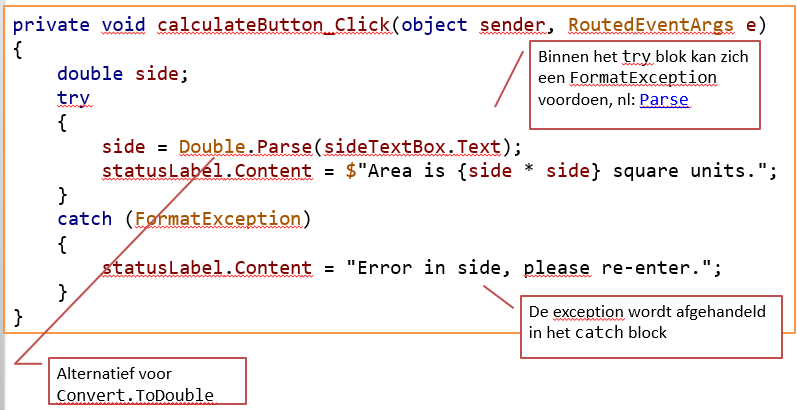 private void calculateButton_Click(object sender, RoutedEventArgs e)
{
double side;
try
{
side = Double.Parse(sideTextBox.Text);
statusLabel.Content = $"Area is {side * side} square units.";
}
catch (FormatException)
{
statusLabel.Content = "Error in side, please re-enter.";
}
}
Binnen het try blok kan zich
een FormatException
voordoen, nl: Parse
De exception wordt afgehandeld
in het catch block
Alternatief voor
Convert.ToDouble